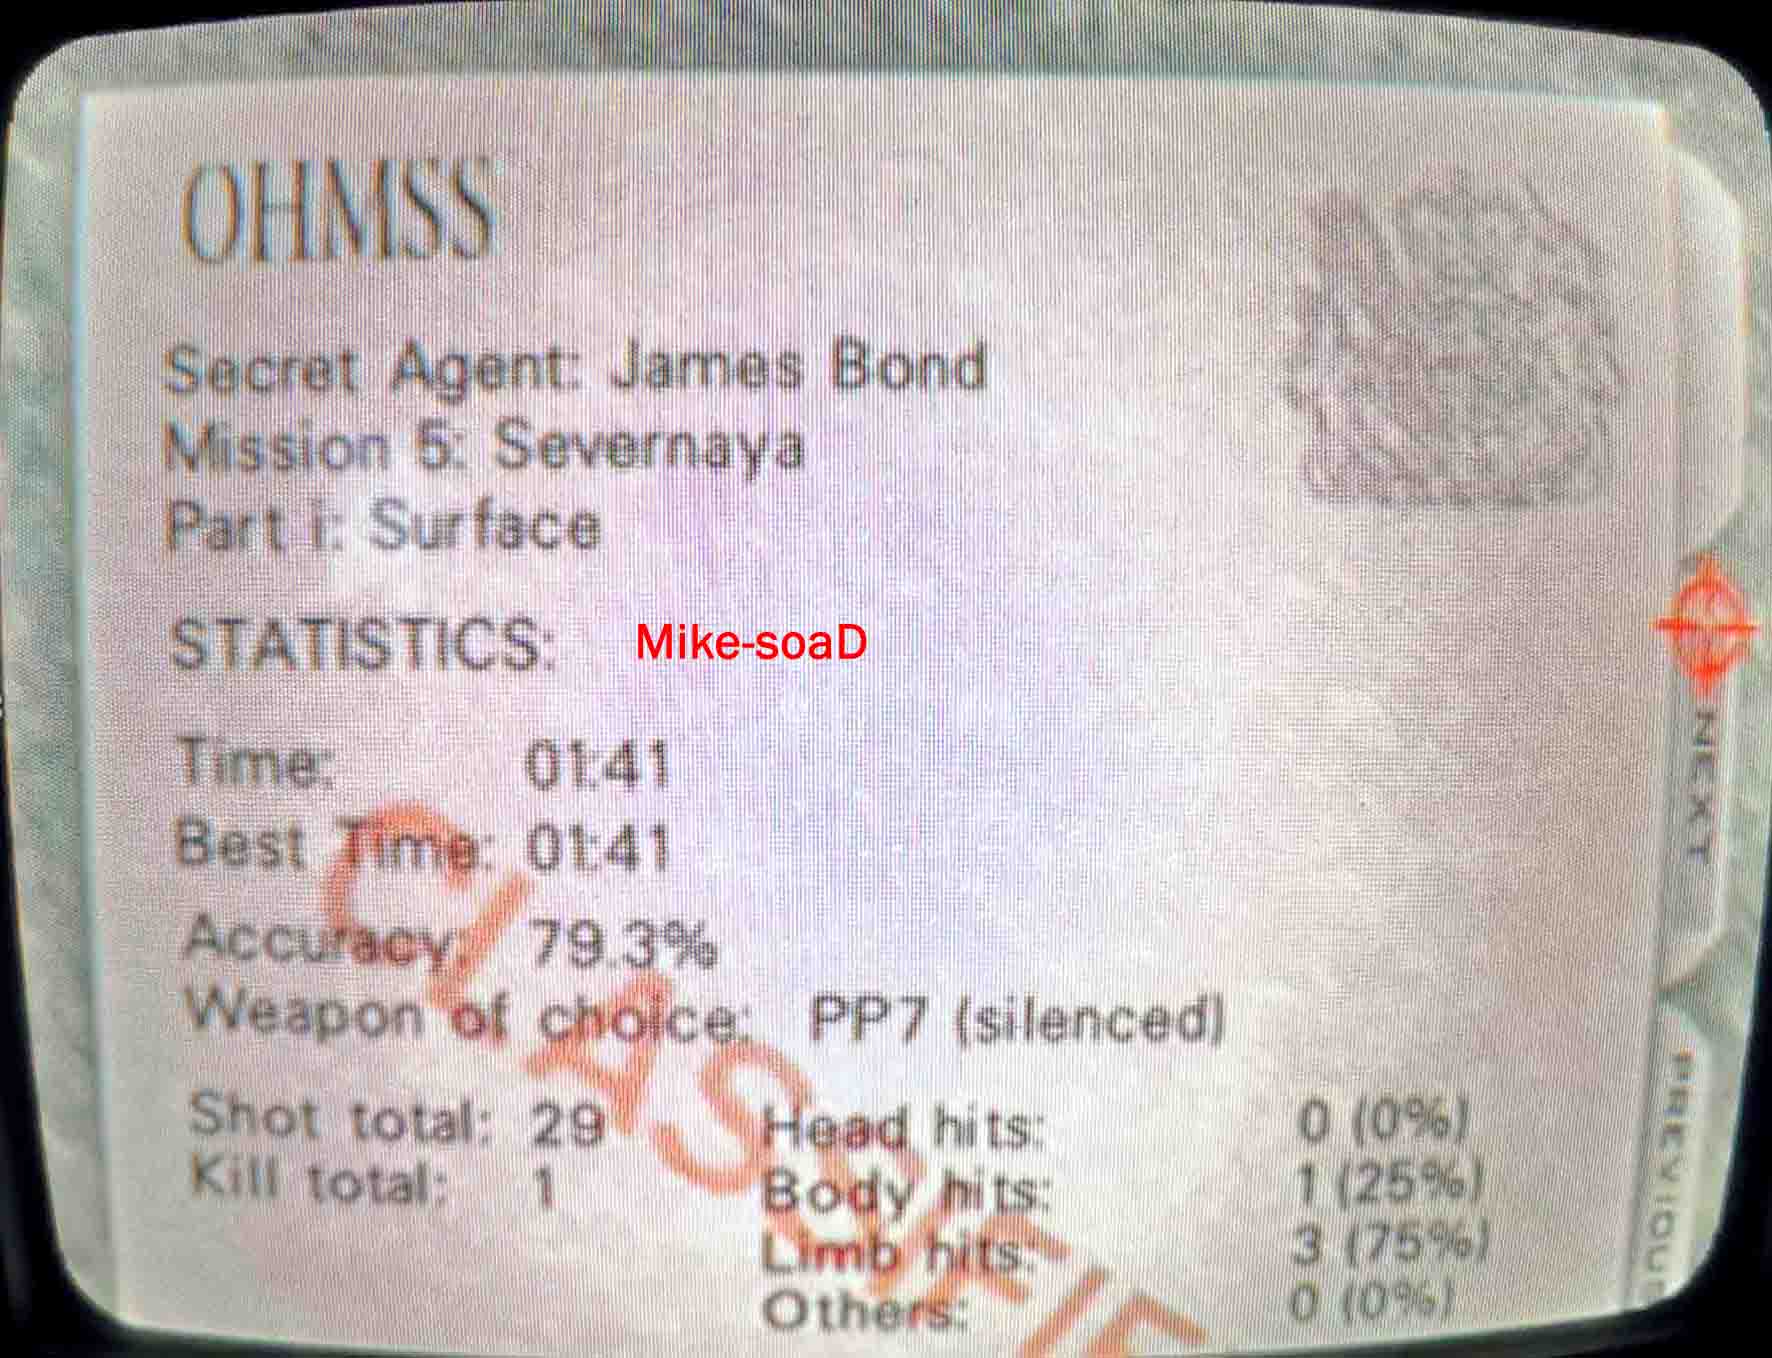 OHMSS
Secret Agent: James Bond
Mission 5: Severnaya
Part i: Surface
STATISTICS:
Mike-soaD
Time: 01:41
Best Time: 01:41
Accuracy: 79.3%
Weapon of choice: PP7 (silenced)
Shot total: 29
Kill total: 1
Head hits: 0 (0%)
Body hits: 1 (25%)
Limb hits: 3 (75%)
Others: 0 (0%)
NEXT
PREVIOUS